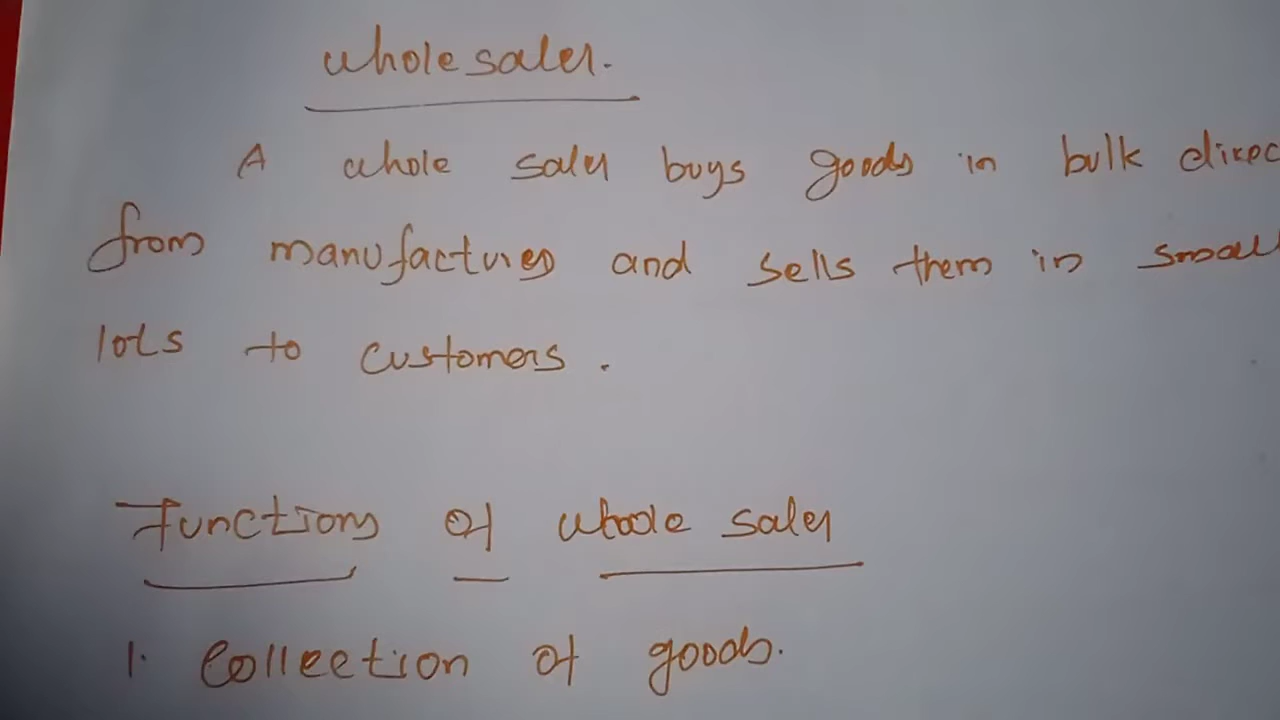 wholesaler.
A whole saler buys goods in bulk direc
from manufactures and sells them in small
lots to customers.
Functions of whole saler
1. Collection of goods.